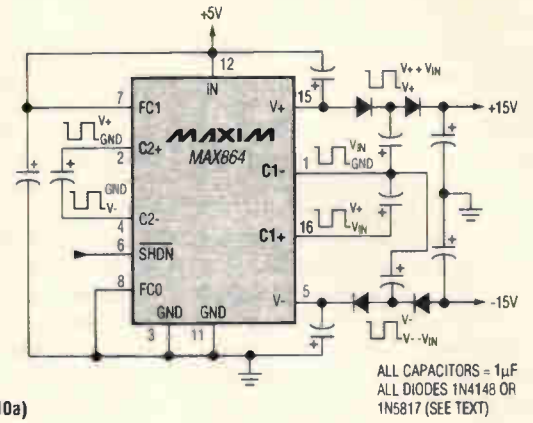 +5V
12
IN
7
FC1
V+
15
V+ + VIN
V+
+15V
V+
GND
C2+
2
MAXIM
MAX864
C1-
1
VIN
GND
GND
V-
C2-
4
C1+
16
V+
VIN
6
SHDN
8
FC0
V-
5
-15V
GND
GND
3
11
V-
V- -VIN
ALL CAPACITORS = 1µF
ALL DIODES 1N4148 OR
1N5817 (SEE TEXT)
10a)